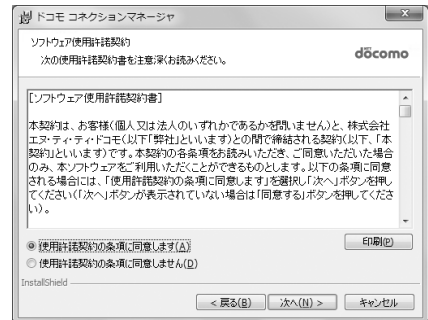 ドコモ コネクションマネージャ
ソフトウェア使用許諾契約
次の使用許諾契約書を注意深くお読みください。
döcomo
[ソフトウェア使用許諾契約書]
本契約は、お客様(個人又は法人のいずれかであるかを問いません)と、株式会社
エヌ・ティ・ティ・ドコモ(以下「弊社」といいます)との間で締結される契約(以下、「本
契約」といいます)です。本契約の各条項をお読みいただき、ご同意いただいた場合
のみ、本ソフトウェアをご利用いただくことができるものとします。以下の条項に同意
される場合には、「使用許諾契約の条項に同意します」を選択し「次へ」ボタンを押し
てください(「次へ」ボタンが表示されていない場合は「同意する」ボタンを押してくださ
い)。
使用許諾契約の条項に同意します(A)
印刷(P)
使用許諾契約の条項に同意しません(D)
InstallShield
< 戻る(B)
次へ(N) >
キャンセル